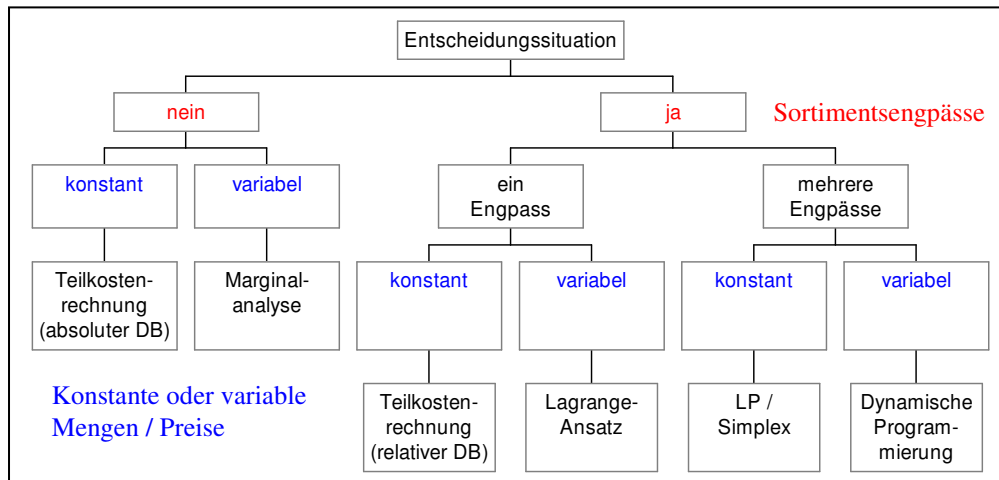 Entscheidungssituation
nein
ja
Sortimentsengpässe
konstant
variabel
ein
Engpass
mehrere
Engpässe
Teilkosten-
rechnung
(absoluter DB)
Marginal-
analyse
konstant
variabel
konstant
variabel
Konstante oder variable
Mengen / Preise
Teilkosten-
rechnung
(relativer DB)
Lagrange-
Ansatz
LP /
Simplex
Dynamische
Program-
mierung